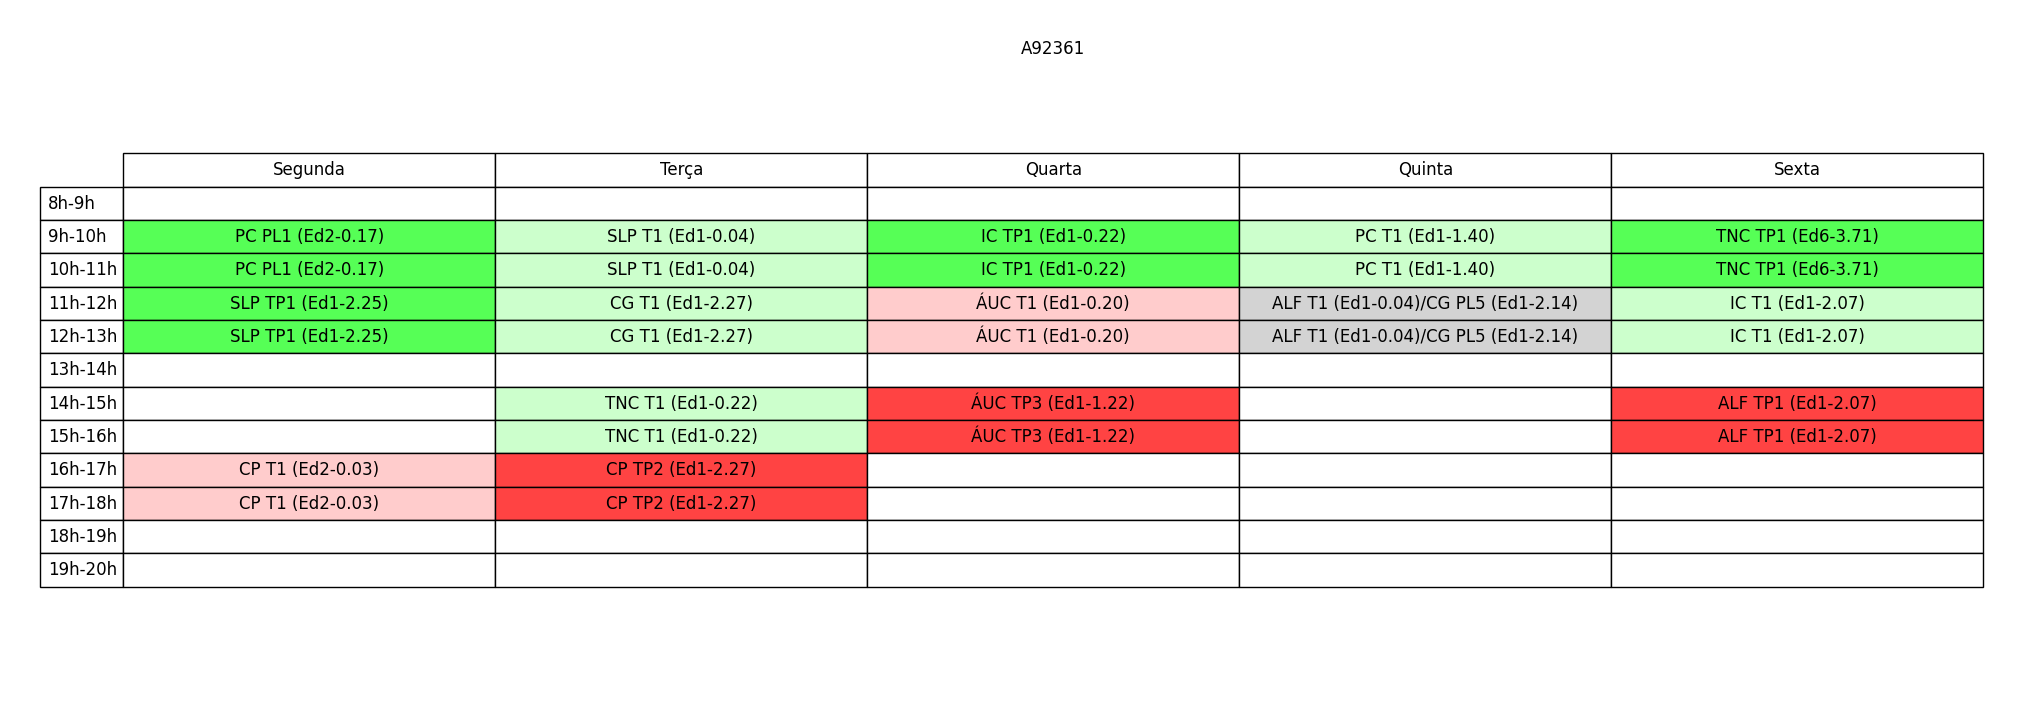 A92361
Segunda Terça Quarta Quinta Sexta
8h-9h
9h-10h PC PL1 (Ed2-0.17) SLP T1 (Ed1-0.04) IC TP1 (Ed1-0.22) PC T1 (Ed1-1.40) TNC TP1 (Ed6-3.71)
10h-11h PC PL1 (Ed2-0.17) SLP T1 (Ed1-0.04) IC TP1 (Ed1-0.22) PC T1 (Ed1-1.40) TNC TP1 (Ed6-3.71)
11h-12h SLP TP1 (Ed1-2.25) CG T1 (Ed1-2.27) ÁUC T1 (Ed1-0.20) ALF T1 (Ed1-0.04)/CG PL5 (Ed1-2.14) IC T1 (Ed1-2.07)
12h-13h SLP TP1 (Ed1-2.25) CG T1 (Ed1-2.27) ÁUC T1 (Ed1-0.20) ALF T1 (Ed1-0.04)/CG PL5 (Ed1-2.14) IC T1 (Ed1-2.07)
13h-14h
14h-15h TNC T1 (Ed1-0.22) ÁUC TP3 (Ed1-1.22) ALF TP1 (Ed1-2.07)
15h-16h TNC T1 (Ed1-0.22) ÁUC TP3 (Ed1-1.22) ALF TP1 (Ed1-2.07)
16h-17h CP T1 (Ed2-0.03) CP TP2 (Ed1-2.27)
17h-18h CP T1 (Ed2-0.03) CP TP2 (Ed1-2.27)
18h-19h
19h-20h